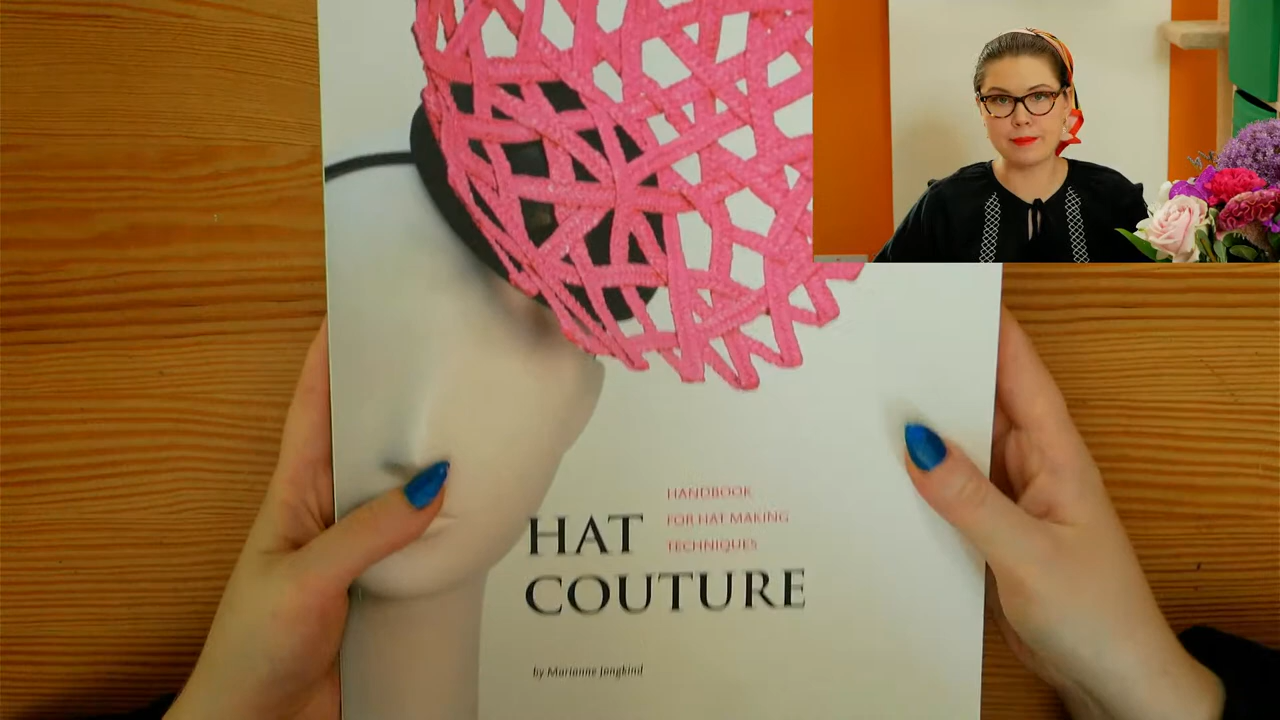 HANDBOOK
FOR HAT MAKING
TECHNIQUES
HAT
COUTURE
by Marianne Jongkind